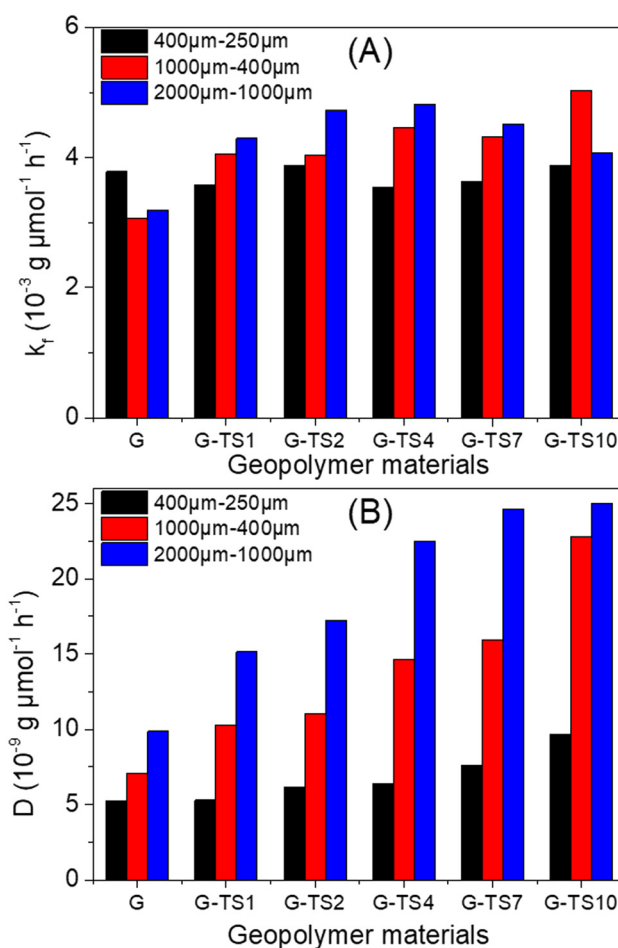 6
400µm-250µm
(A)
1000µm-400µm
2000µm-1000µm
4
2
0
k_f (10^-3 g µmol^-1 h^-1)
G G-TS1 G-TS2 G-TS4 G-TS7 G-TS10
Geopolymer materials
25
400µm-250µm
(B)
1000µm-400µm
2000µm-1000µm
20
15
10
5
0
D (10^-9 g µmol^-1 h^-1)
G G-TS1 G-TS2 G-TS4 G-TS7 G-TS10
Geopolymer materials